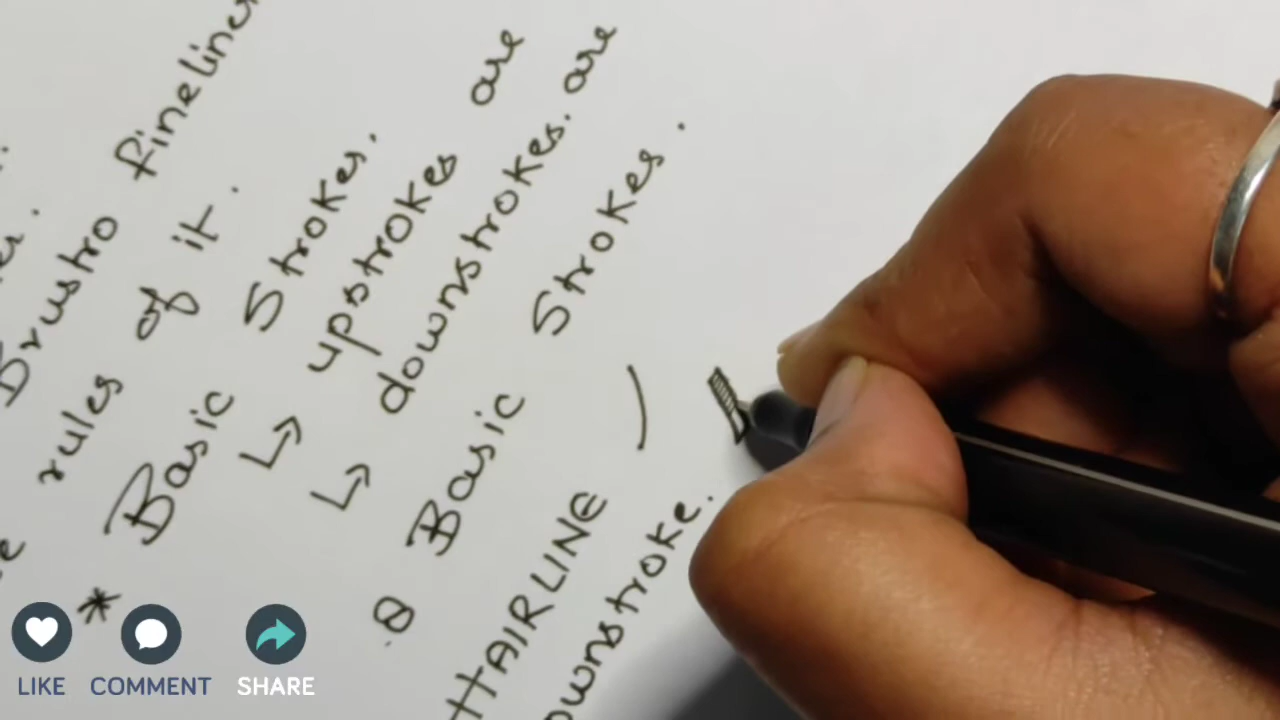 Brustro fineliner
rules of it.
* Basic Strokes.
↳ upstrokes are
↳ downstrokes. are
8 Basic Strokes.
HAIRLINE
ownstroke.
LIKE COMMENT SHARE